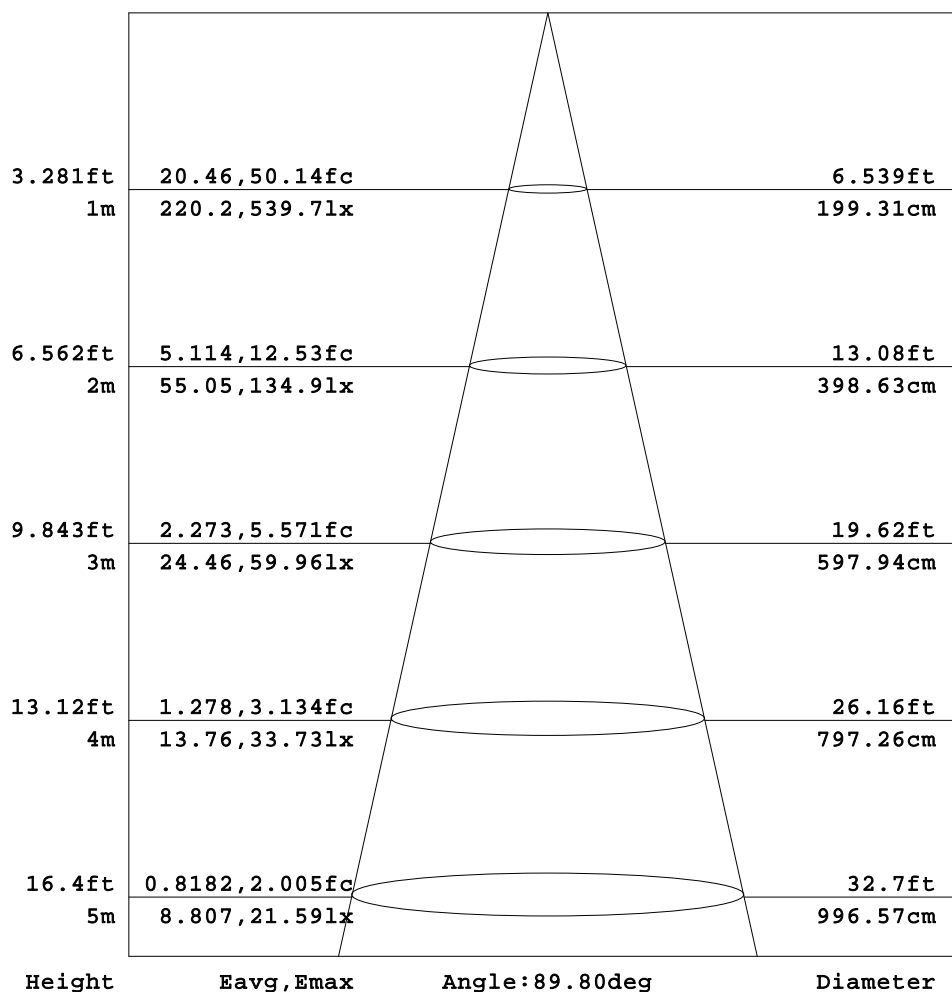 3.281ft 20.46,50.14fc 6.539ft
1m 220.2,539.7lx 199.31cm
6.562ft 5.114,12.53fc 13.08ft
2m 55.05,134.9lx 398.63cm
9.843ft 2.273,5.571fc 19.62ft
3m 24.46,59.96lx 597.94cm
13.12ft 1.278,3.134fc 26.16ft
4m 13.76,33.73lx 797.26cm
16.4ft 0.8182,2.005fc 32.7ft
5m 8.807,21.59lx 996.57cm
Height Eavg,Emax Angle:89.80deg Diameter